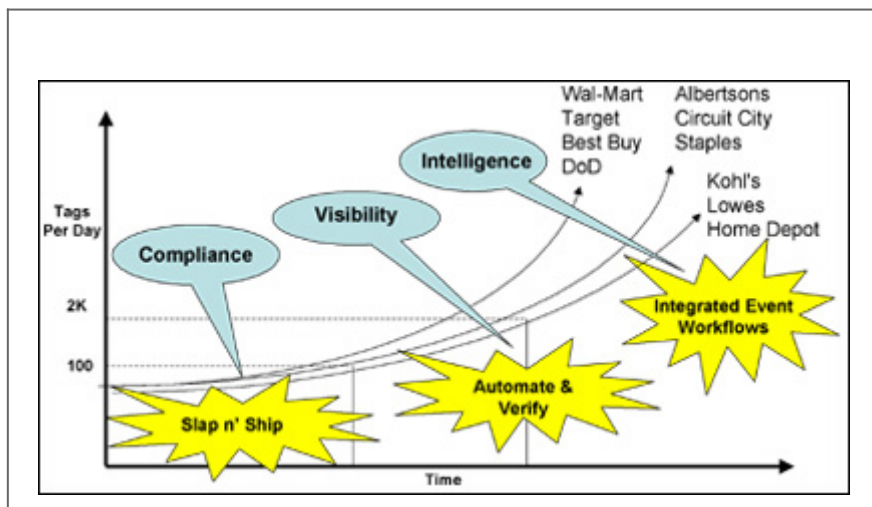 Wal-Mart
Target
Best Buy
DoD
Albertsons
Circuit City
Staples
Kohl's
Lowes
Home Depot
Intelligence
Visibility
Compliance
Tags
Per Day
2K
100
Integrated Event
Workflows
Automate &
Verify
Slap n' Ship
Time